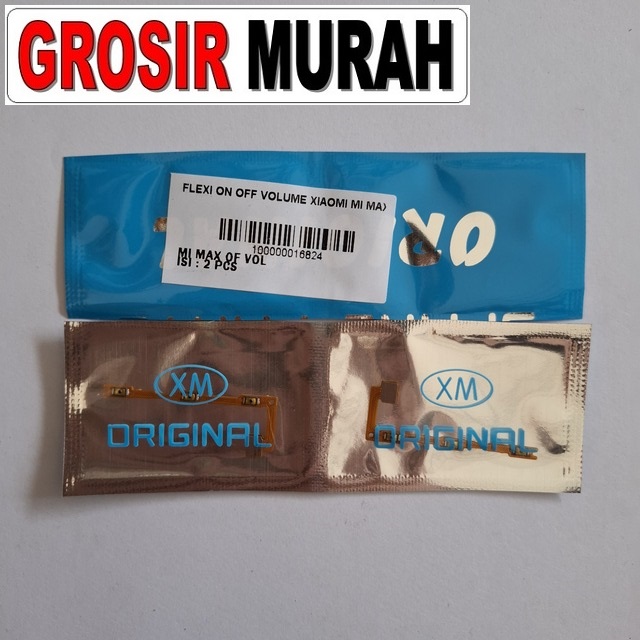 GROSIR MURAH
FLEXI ON OFF VOLUME XIAOMI MI MAX
100000016824
MI MAX OF VOL
ISI : 2 PCS
XM
ORIGINAL
XM
ORIGINAL